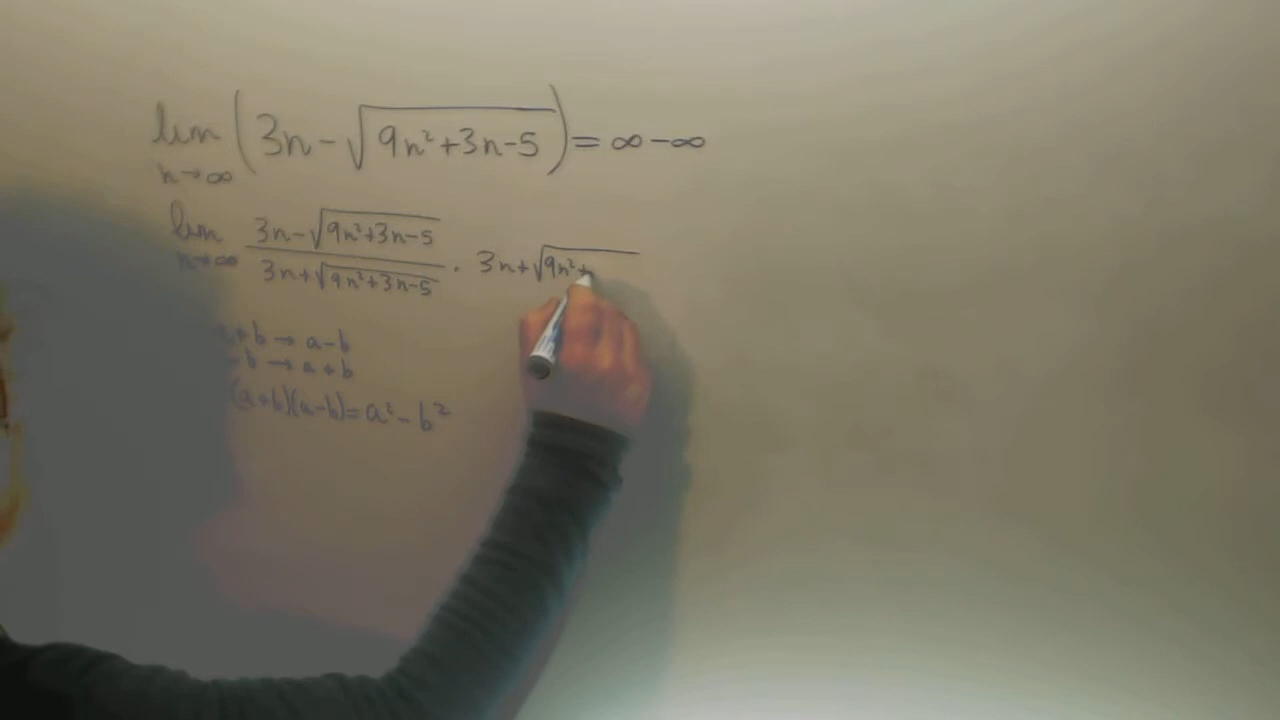 lim (3n-√(9n²+3n-5)) = ∞-∞
n→∞
lim (3n-√(9n²+3n-5))/(3n+√(9n²+3n-5)) · 3n+√(9n²+
n→∞
+b → a-b
-b → a+b
(a+b)(a-b)=a²-b²